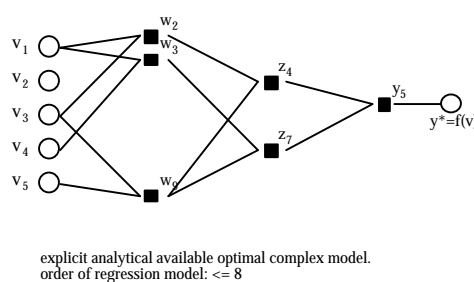 w2
v1
w3
v2
z4
v3
y5
y*=f(v
v4
z7
v5
w9
explicit analytical available optimal complex model.
order of regression model: <= 8